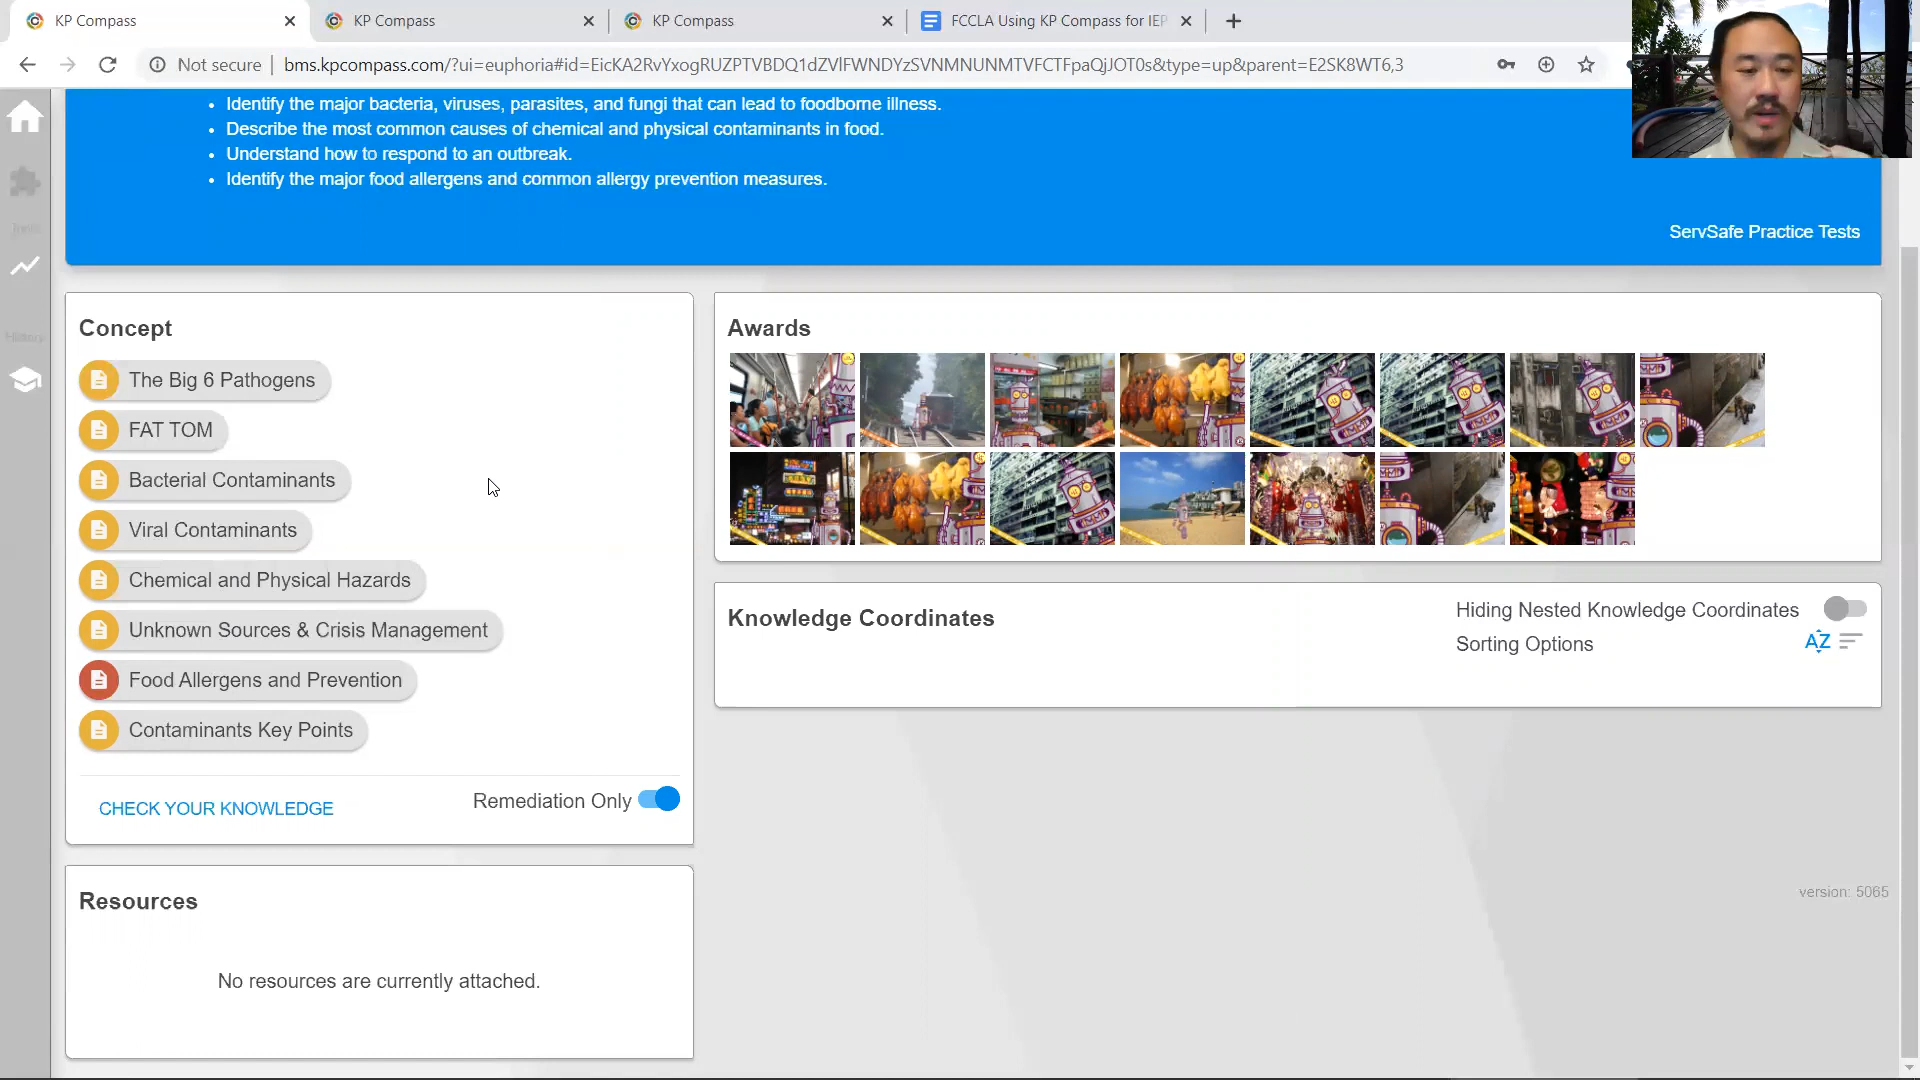 KP Compass
KP Compass
KP Compass
FCCLA Using KP Compass for IEP
Not secure
bms.kpcompass.com/?ui=euphoria#id=EicKA2RvYxogRUZPTVBDQ1dZVlFWNDYzSVNMNUNMTVFCTFpaQjJOT0s&type=up&parent=E2SK8WT6,3
Identify the major bacteria, viruses, parasites, and fungi that can lead to foodborne illness.
Describe the most common causes of chemical and physical contaminants in food.
Understand how to respond to an outbreak.
Identify the major food allergens and common allergy prevention measures.
ServSafe Practice Tests
Tools
History
Concept
The Big 6 Pathogens
FAT TOM
Bacterial Contaminants
Viral Contaminants
Chemical and Physical Hazards
Unknown Sources & Crisis Management
Food Allergens and Prevention
Contaminants Key Points
CHECK YOUR KNOWLEDGE
Remediation Only
Resources
No resources are currently attached.
Awards
Knowledge Coordinates
Hiding Nested Knowledge Coordinates
Sorting Options
AZ
version: 5065